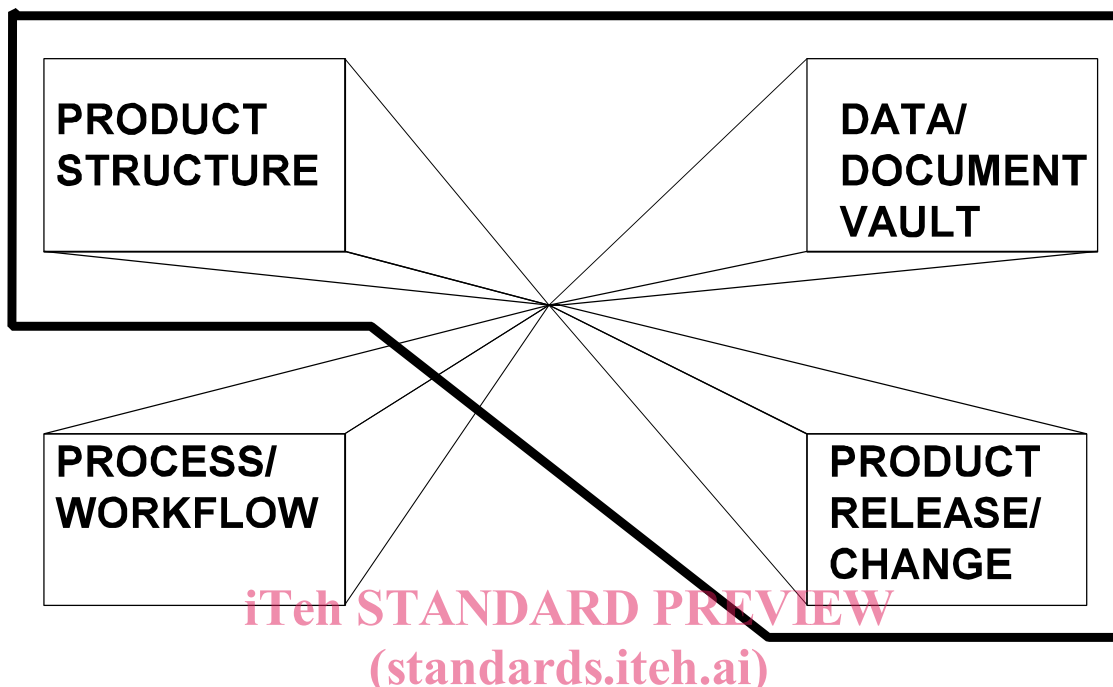 PRODUCT
STRUCTURE
DATA/
DOCUMENT
VAULT
PROCESS/
WORKFLOW
PRODUCT
RELEASE/
CHANGE
iTeh STANDARD PREVIEW
(standards.iteh.ai)